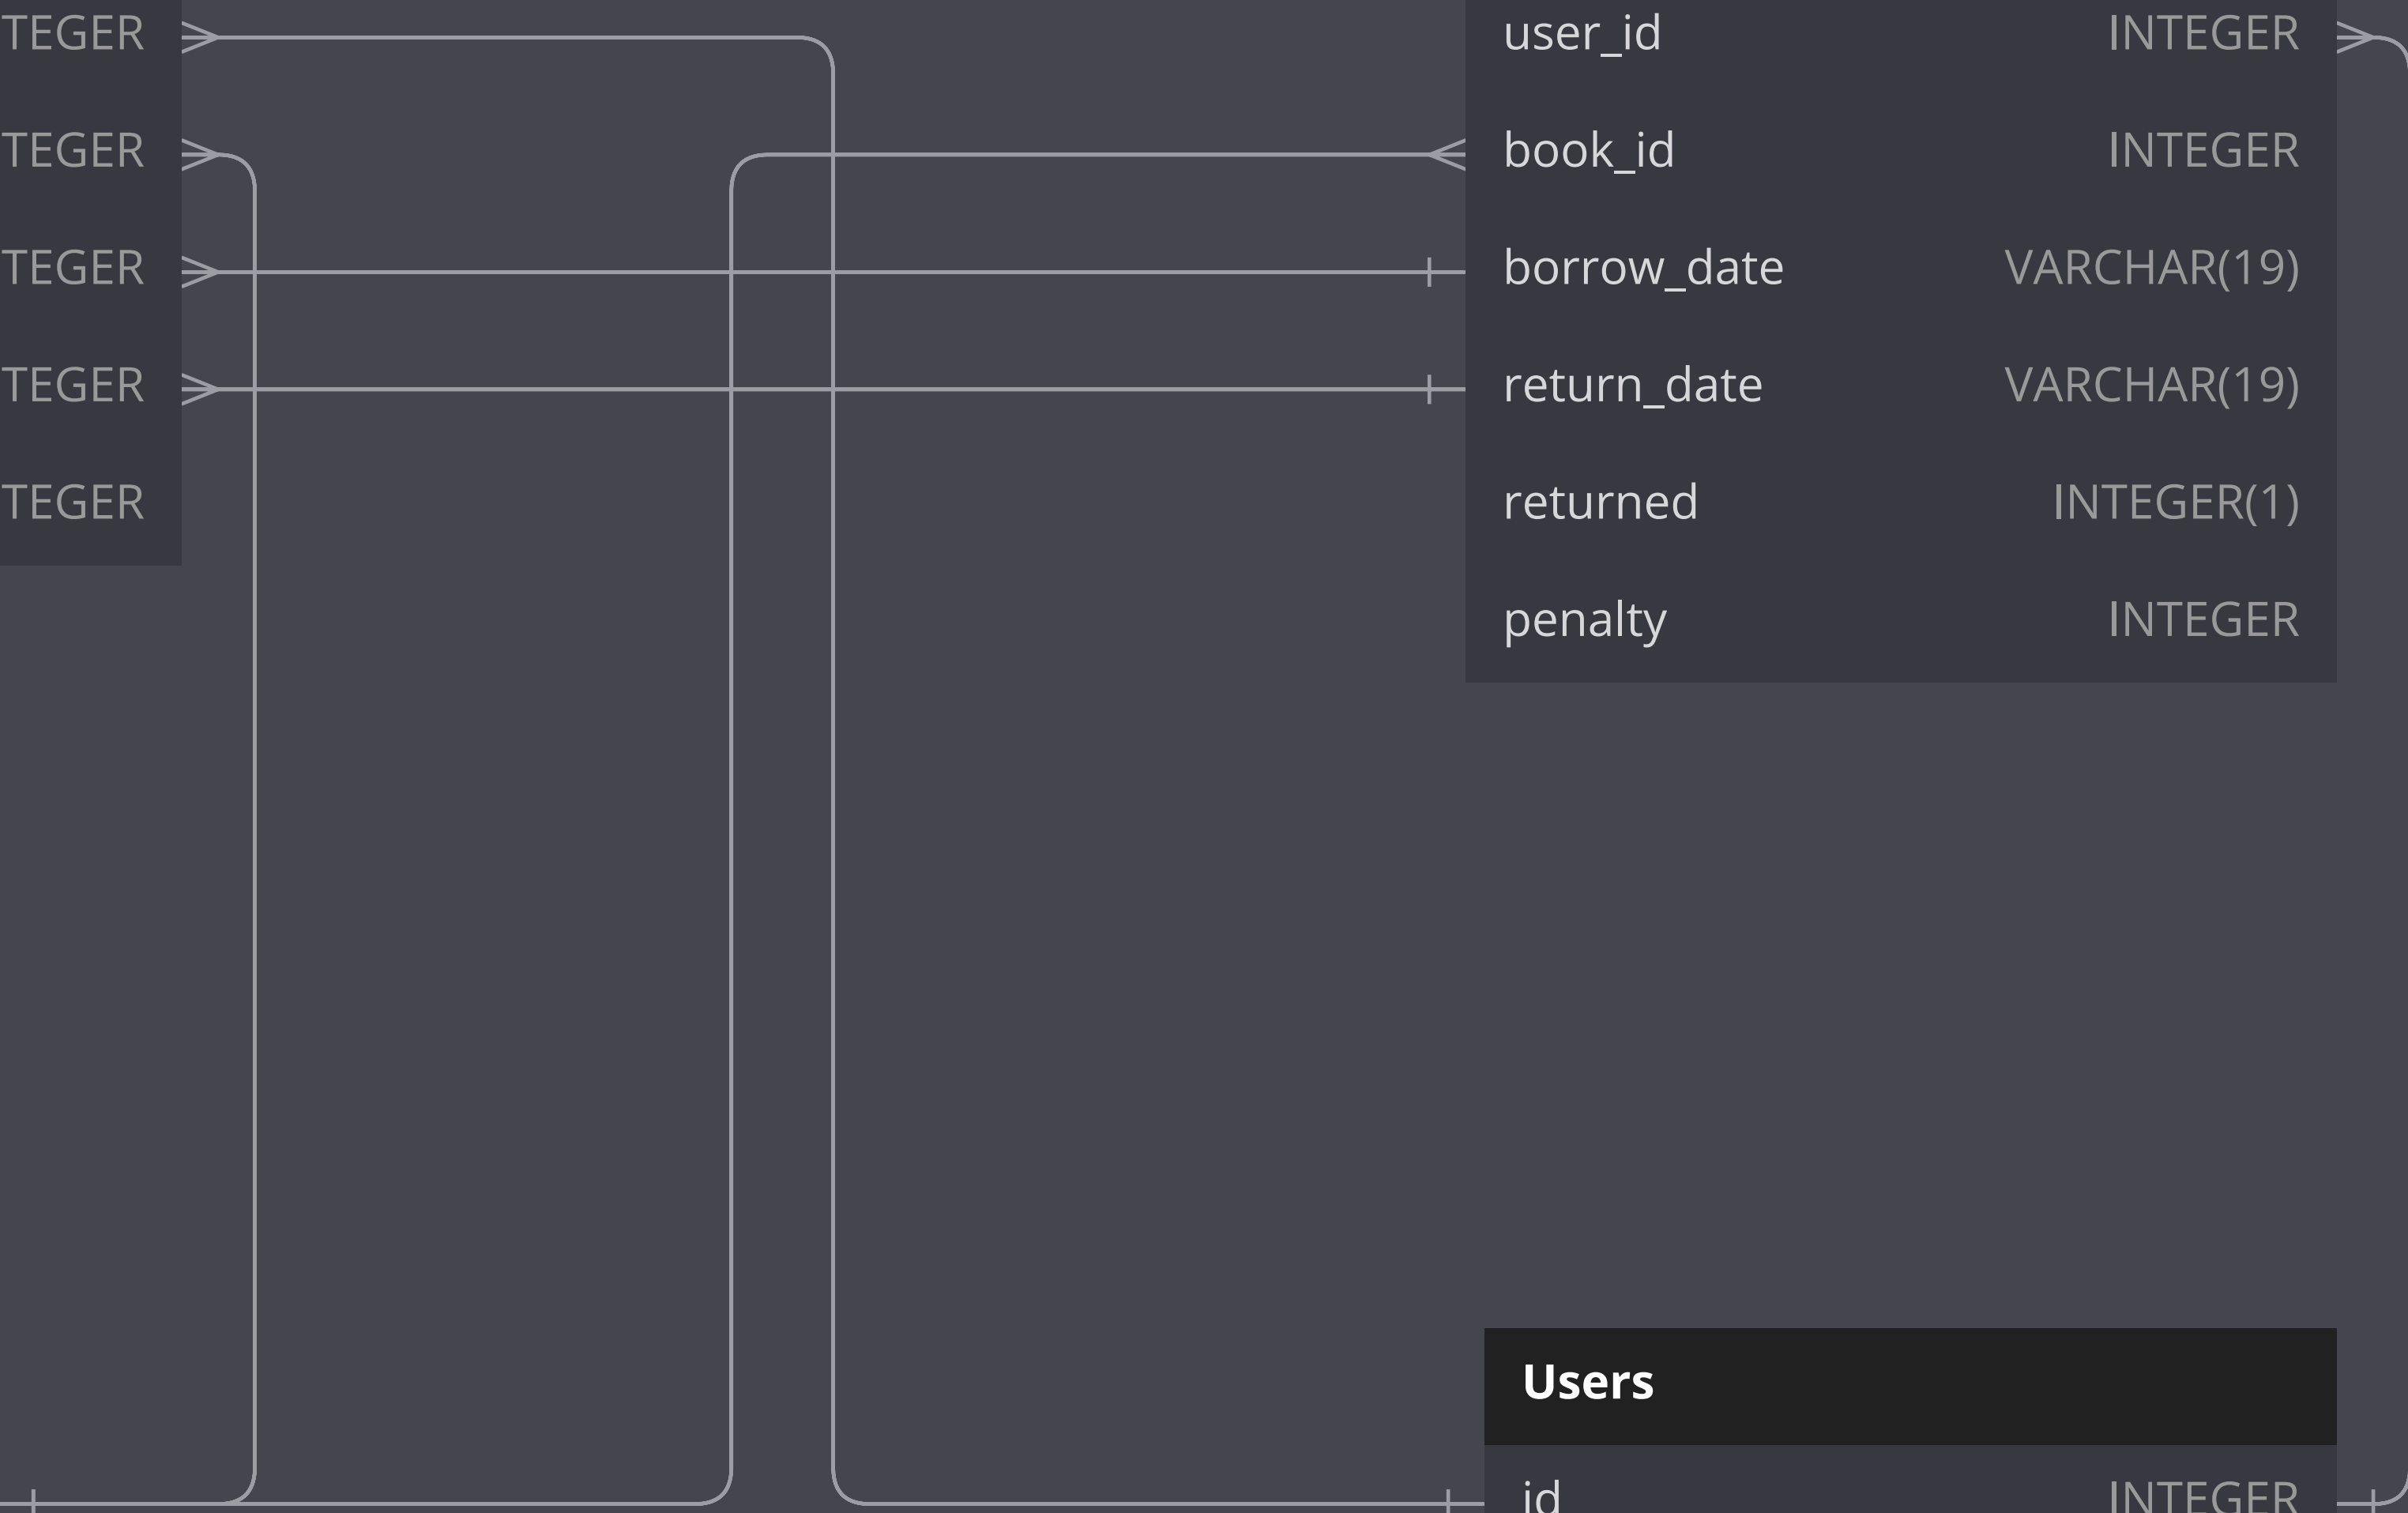 TEGER
TEGER
TEGER
TEGER
TEGER
user_id INTEGER
book_id INTEGER
borrow_date VARCHAR(19)
return_date VARCHAR(19)
returned INTEGER(1)
penalty INTEGER
Users
id INTEGER